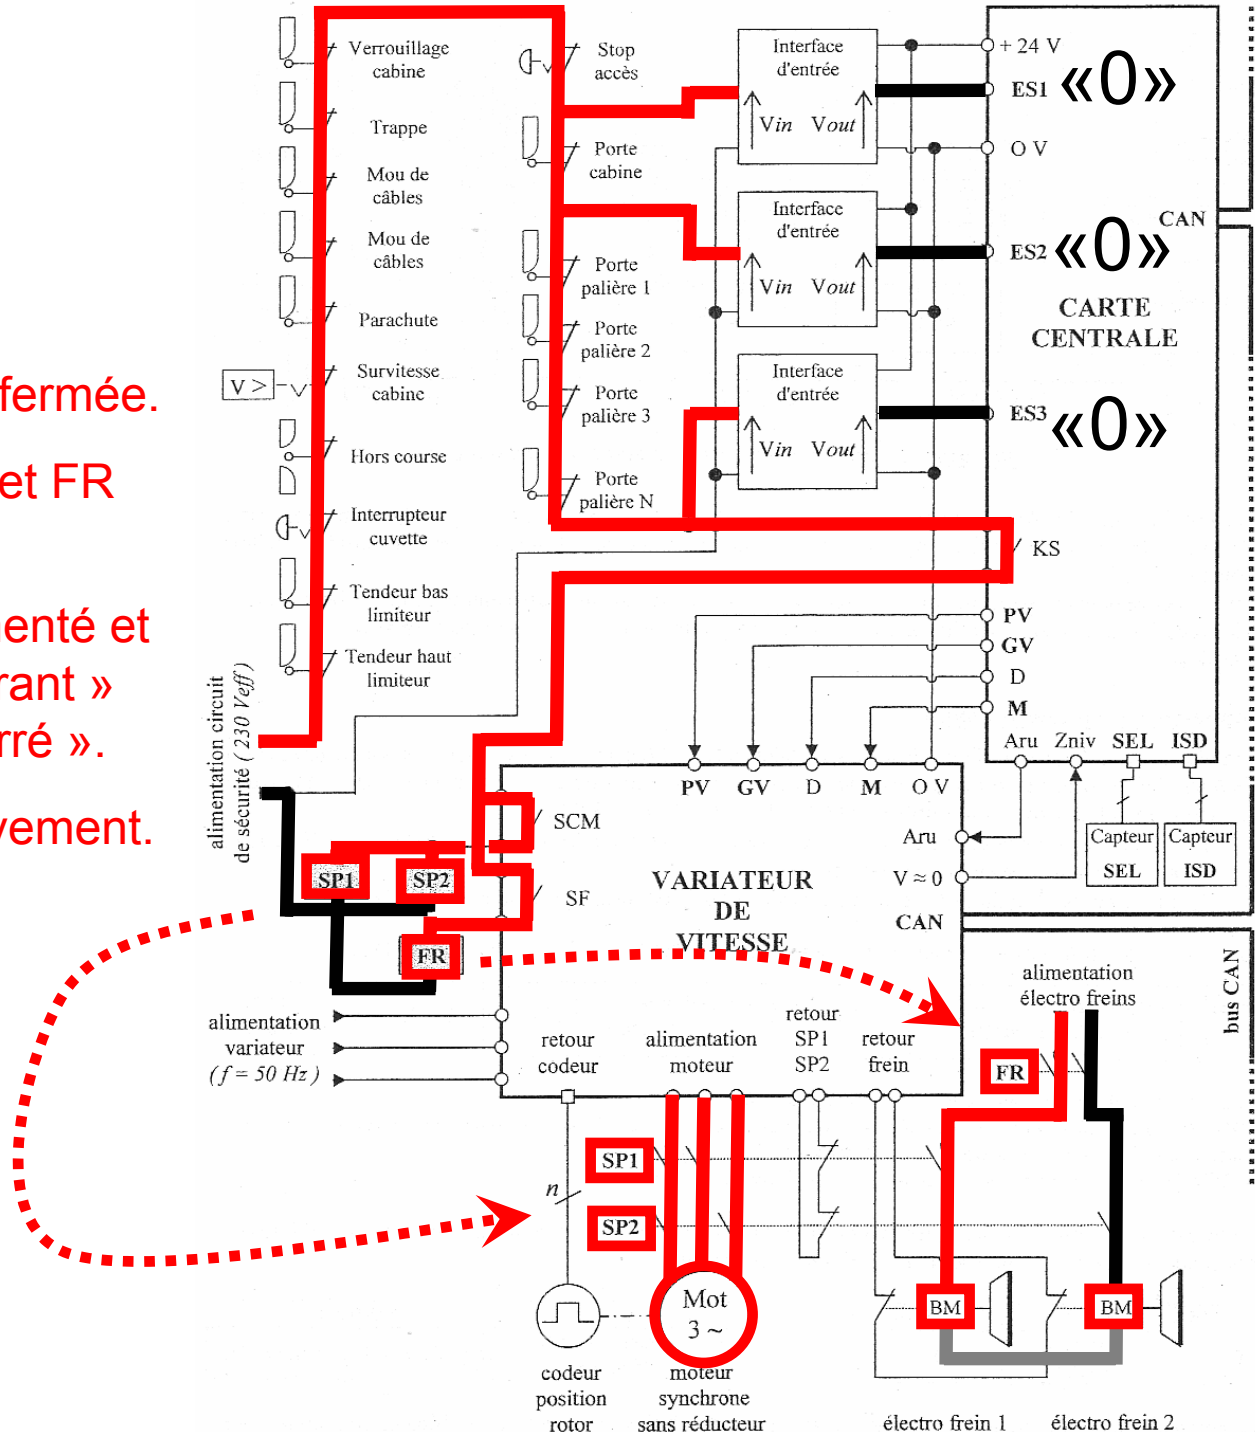 Verrouillage
cabine
Trappe
Mou de
câbles
Mou de
câbles
Parachute
V >
Survitesse
cabine
Hors course
Interrupteur
cuvette
Tendeur bas
limiteur
Tendeur haut
limiteur
alimentation circuit
de sécurité ( 230 Veff)
fermée.
et FR
enté et
rant »
rré ».
vement.
Stop
accès
Porte
cabine
Porte
palière 1
Porte
palière 2
Porte
palière 3
Porte
palière N
Interface
d'entrée
Vin Vout
Interface
d'entrée
Vin Vout
Interface
d'entrée
Vin Vout
+ 24 V
ES1 «0»
O V
CAN
ES2 «0»
CARTE
CENTRALE
ES3 «0»
KS
PV
GV
D
M
Aru Zniv SEL ISD
Capteur
SEL
Capteur
ISD
PV GV D M O V
SCM
SF
Aru
V ≈ 0
CAN
VARIATEUR
DE
VITESSE
SP1
SP2
FR
alimentation
variateur
( f = 50 Hz )
retour
codeur
alimentation
moteur
retour
SP1
SP2
retour
frein
alimentation
électro freins
bus CAN
FR
SP1
SP2
n
Mot
3 ~
BM
BM
codeur
position
rotor
moteur
synchrone
sans réducteur
électro frein 1
électro frein 2